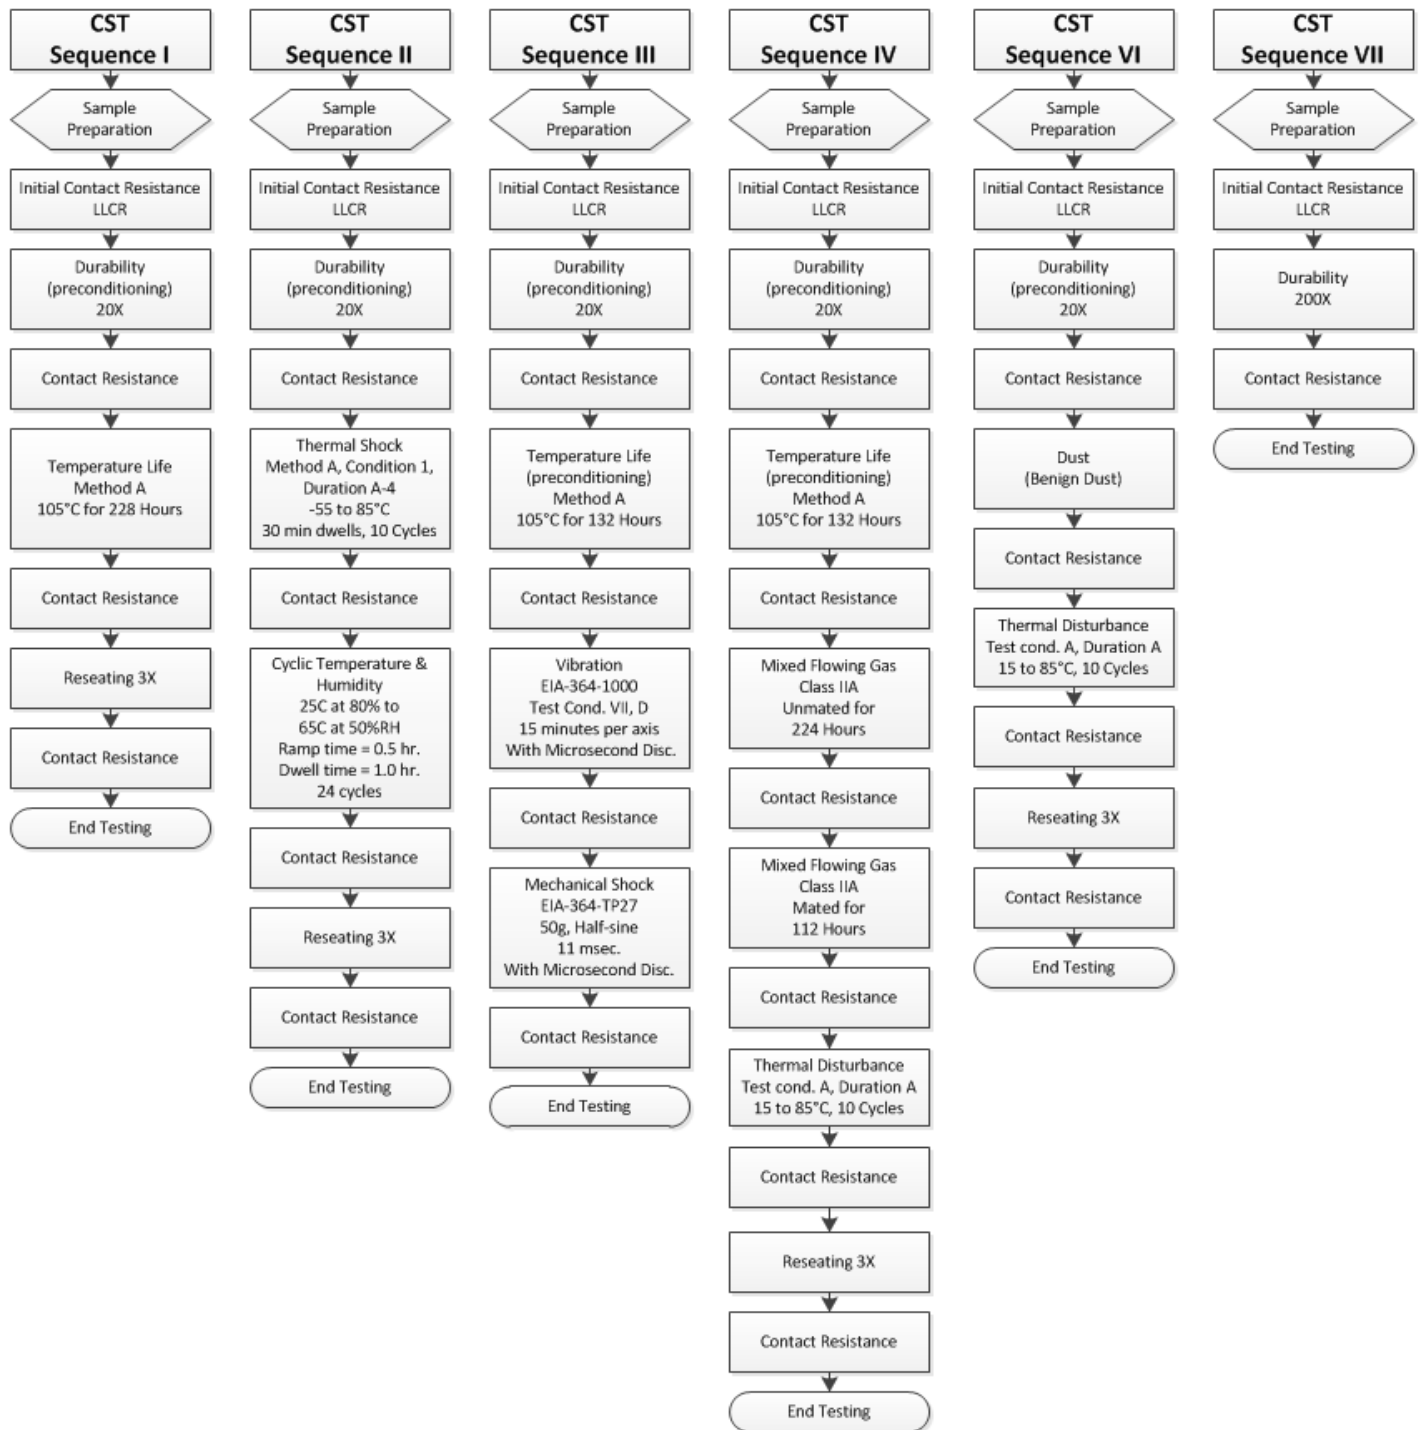 CST
Sequence I
Sample
Preparation
Initial Contact Resistance
LLCR
Durability
(preconditioning)
20X
Contact Resistance
Temperature Life
Method A
105°C for 228 Hours
Contact Resistance
Reseating 3X
Contact Resistance
End Testing
CST
Sequence II
Sample
Preparation
Initial Contact Resistance
LLCR
Durability
(preconditioning)
20X
Contact Resistance
Thermal Shock
Method A, Condition 1,
Duration A-4
-55 to 85°C
30 min dwells, 10 Cycles
Contact Resistance
Cyclic Temperature &
Humidity
25C at 80% to
65C at 50%RH
Ramp time = 0.5 hr.
Dwell time = 1.0 hr.
24 cycles
Contact Resistance
Reseating 3X
Contact Resistance
End Testing
CST
Sequence III
Sample
Preparation
Initial Contact Resistance
LLCR
Durability
(preconditioning)
20X
Contact Resistance
Temperature Life
(preconditioning)
Method A
105°C for 132 Hours
Contact Resistance
Vibration
EIA-364-1000
Test Cond. VII, D
15 minutes per axis
With Microsecond Disc.
Contact Resistance
Mechanical Shock
EIA-364-TP27
50g, Half-sine
11 msec.
With Microsecond Disc.
Contact Resistance
End Testing
CST
Sequence IV
Sample
Preparation
Initial Contact Resistance
LLCR
Durability
(preconditioning)
20X
Contact Resistance
Temperature Life
(preconditioning)
Method A
105°C for 132 Hours
Contact Resistance
Mixed Flowing Gas
Class IIA
Unmated for
224 Hours
Contact Resistance
Mixed Flowing Gas
Class IIA
Mated for
112 Hours
Contact Resistance
Thermal Disturbance
Test cond. A, Duration A
15 to 85°C, 10 Cycles
Contact Resistance
Reseating 3X
Contact Resistance
End Testing
CST
Sequence VI
Sample
Preparation
Initial Contact Resistance
LLCR
Durability
(preconditioning)
20X
Contact Resistance
Dust
(Benign Dust)
Contact Resistance
Thermal Disturbance
Test cond. A, Duration A
15 to 85°C, 10 Cycles
Contact Resistance
Reseating 3X
Contact Resistance
End Testing
CST
Sequence VII
Sample
Preparation
Initial Contact Resistance
LLCR
Durability
200X
Contact Resistance
End Testing